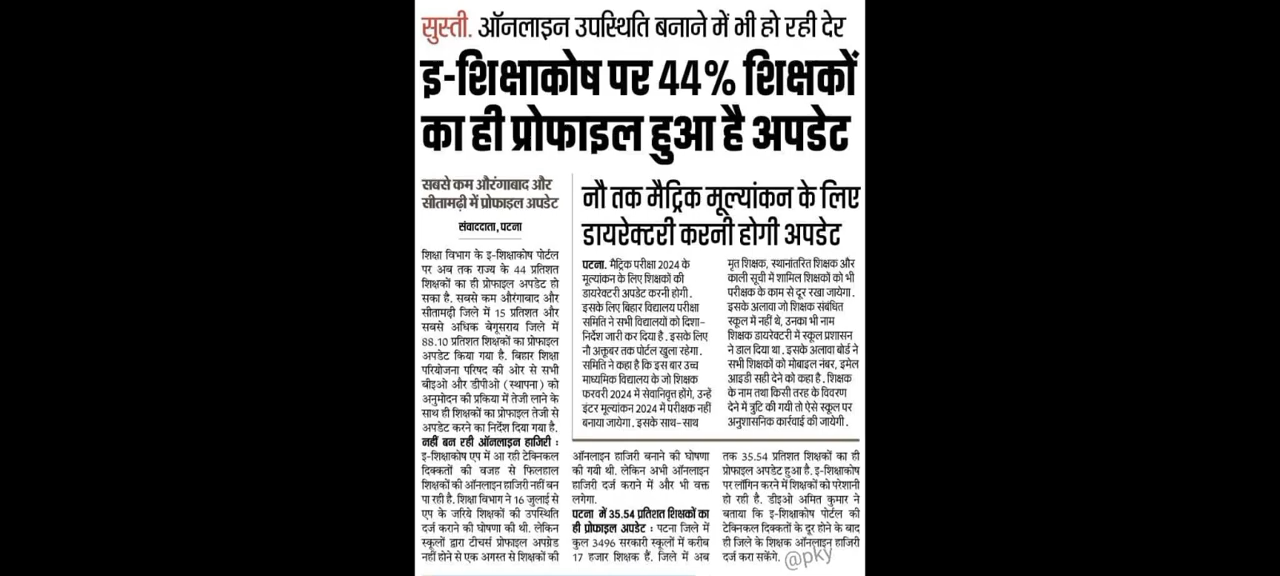 सुस्ती. ऑनलाइन उपस्थिति बनाने में भी हो रही देर
इ-शिक्षाकोष पर 44% शिक्षकों
का ही प्रोफाइल हुआ है अपडेट
सबसे कम औरंगाबाद और
सीतामढ़ी में प्रोफाइल अपडेट
संवाददाता, पटना
शिक्षा विभाग के इ-शिक्षाकोष पोर्टल
पर अब तक राज्य के 44 प्रतिशत
शिक्षकों का ही प्रोफाइल अपडेट हो
सका है. सबसे कम औरंगाबाद और
सीतामढ़ी जिले में 15 प्रतिशत और
सबसे अधिक बेगूसराय जिले में
88.10 प्रतिशत शिक्षकों का प्रोफाइल
अपडेट किया गया है. बिहार शिक्षा
परियोजना परिषद की ओर से सभी
बीइओ और डीपीओ (स्थापना) को
अनुमोदन की प्रकिया में तेजी लाने के
साथ ही शिक्षकों का प्रोफाइल तेजी से
अपडेट करने का निर्देश दिया गया है.
नहीं बन रही ऑनलाइन हाजिरी :
इ-शिक्षाकोष एप में आ रही टेक्निकल
दिक्कतों की वजह से फिलहाल
शिक्षकों की ऑनलाइन हाजिरी नहीं बन
पा रही है. शिक्षा विभाग ने 16 जुलाई से
एप के जरिये शिक्षकों की उपस्थिति
दर्ज कराने की घोषणा की थी. लेकिन
स्कूलों द्वारा टीचर्स प्रोफाइल अपग्रेड
नहीं होने से एक अगस्त से शिक्षकों की
ऑनलाइन हाजिरी बनाने की घोषणा
की गयी थी. लेकिन अभी ऑनलाइन
हाजिरी दर्ज कराने में और भी वक्त
लगेगा.
पटना में 35.54 प्रतिशत शिक्षकों का
ही प्रोफाइल अपडेट : पटना जिले में
कुल 3496 सरकारी स्कूलों में करीब
17 हजार शिक्षक हैं. जिले में अब
तक 35.54 प्रतिशत शिक्षकों का ही
प्रोफाइल अपडेट हुआ है. इ-शिक्षाकोष
पर लॉगिन करने में शिक्षकों को परेशानी
हो रही है. डीइओ अमित कुमार ने
बताया कि इ-शिक्षाकोष पोर्टल की
टेक्निकल दिक्कतों के दूर होने के बाद
ही जिले के शिक्षक ऑनलाइन हाजिरी
दर्ज करा सकेंगे.
नौ तक मैट्रिक मूल्यांकन के लिए
डायरेक्टरी करनी होगी अपडेट
पटना. मैट्रिक परीक्षा 2024 के
मूल्यांकन के लिए शिक्षकों की
डायरेक्टरी अपडेट करनी होगी.
इसके लिए बिहार विद्यालय परीक्षा
समिति ने सभी विद्यालयों को दिशा-
निर्देश जारी कर दिया है. इसके लिए
नौ अक्तूबर तक पोर्टल खुला रहेगा.
समिति ने कहा है कि इस बार उच्च
माध्यमिक विद्यालय के जो शिक्षक
फरवरी 2024 में सेवानिवृत्त होंगे, उन्हें
इंटर मूल्यांकन 2024 में परीक्षक नहीं
बनाया जायेगा. इसके साथ-साथ
मृत शिक्षक, स्थानांतरित शिक्षक और
काली सूची में शामिल शिक्षकों को भी
परीक्षक के काम से दूर रखा जायेगा.
इसके अलावा जो शिक्षक संबंधित
स्कूल में नहीं थे, उनका भी नाम
शिक्षक डायरेक्टरी में स्कूल प्रशासन
ने डाल दिया था. इसके अलावा बोर्ड ने
सभी शिक्षकों को मोबाइल नंबर, इमेल
आइडी सही देने को कहा है. शिक्षक
के नाम तथा किसी तरह के विवरण
देने में त्रुटि की गयी तो ऐसे स्कूल पर
अनुशासनिक कार्रवाई की जायेगी.
@pky